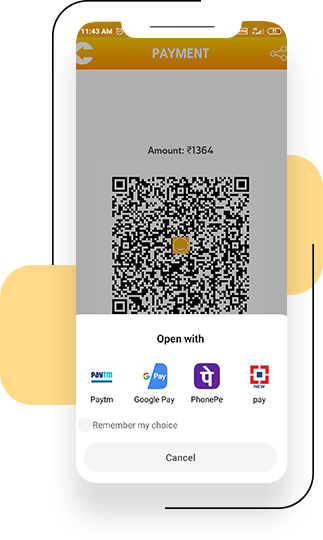 11:43 AM
PAYMENT
Amount: ₹1364
Open with
paytm G Pay पे NEW
Paytm Google Pay PhonePe pay
Remember my choice
Cancel